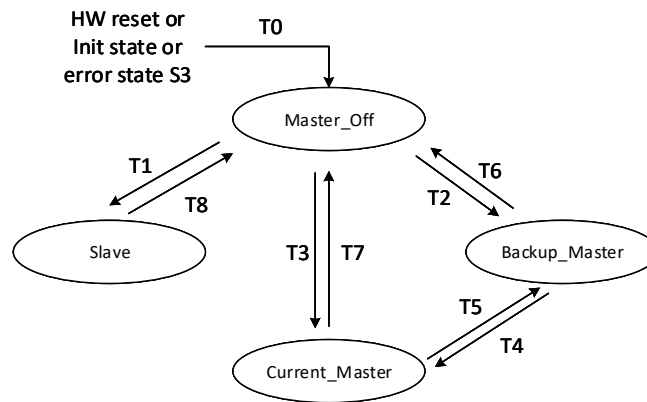 HW reset or
Init state or
error state S3
T0
Master_Off
T1
T8
T6
T2
Slave
T3
T7
Backup_Master
T5
T4
Current_Master